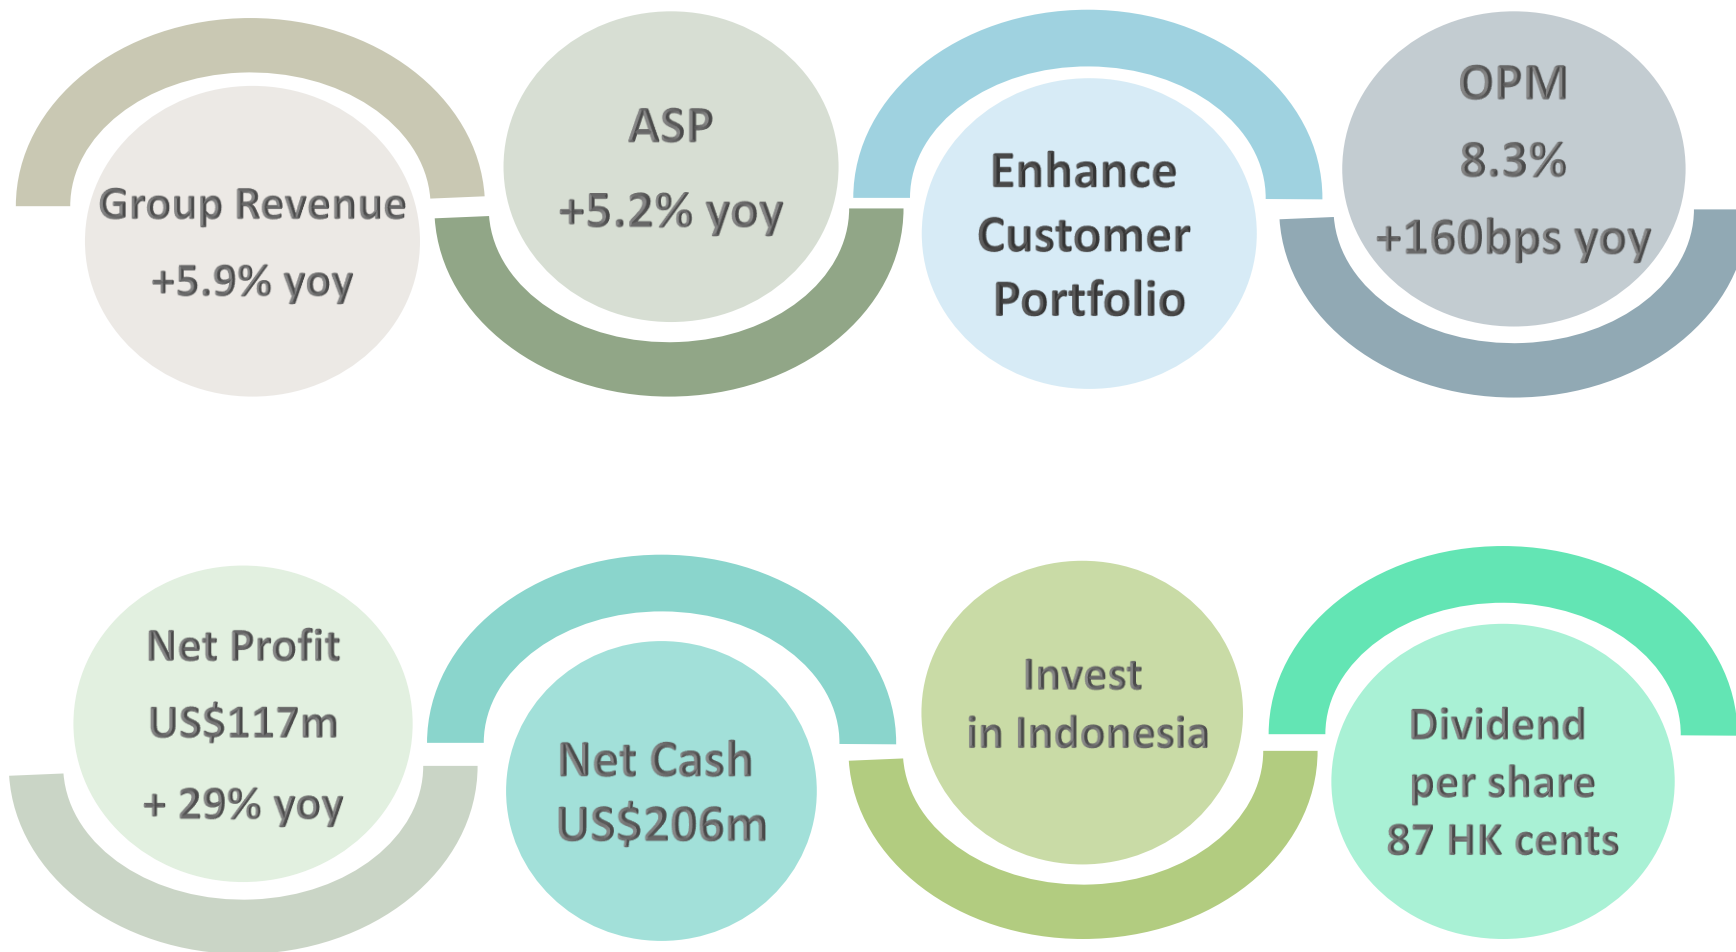 Group Revenue
+5.9% yoy
ASP
+5.2% yoy
Enhance
Customer
Portfolio
OPM
8.3%
+160bps yoy
Net Profit
US$117m
+ 29% yoy
Net Cash
US$206m
Invest
in Indonesia
Dividend
per share
87 HK cents